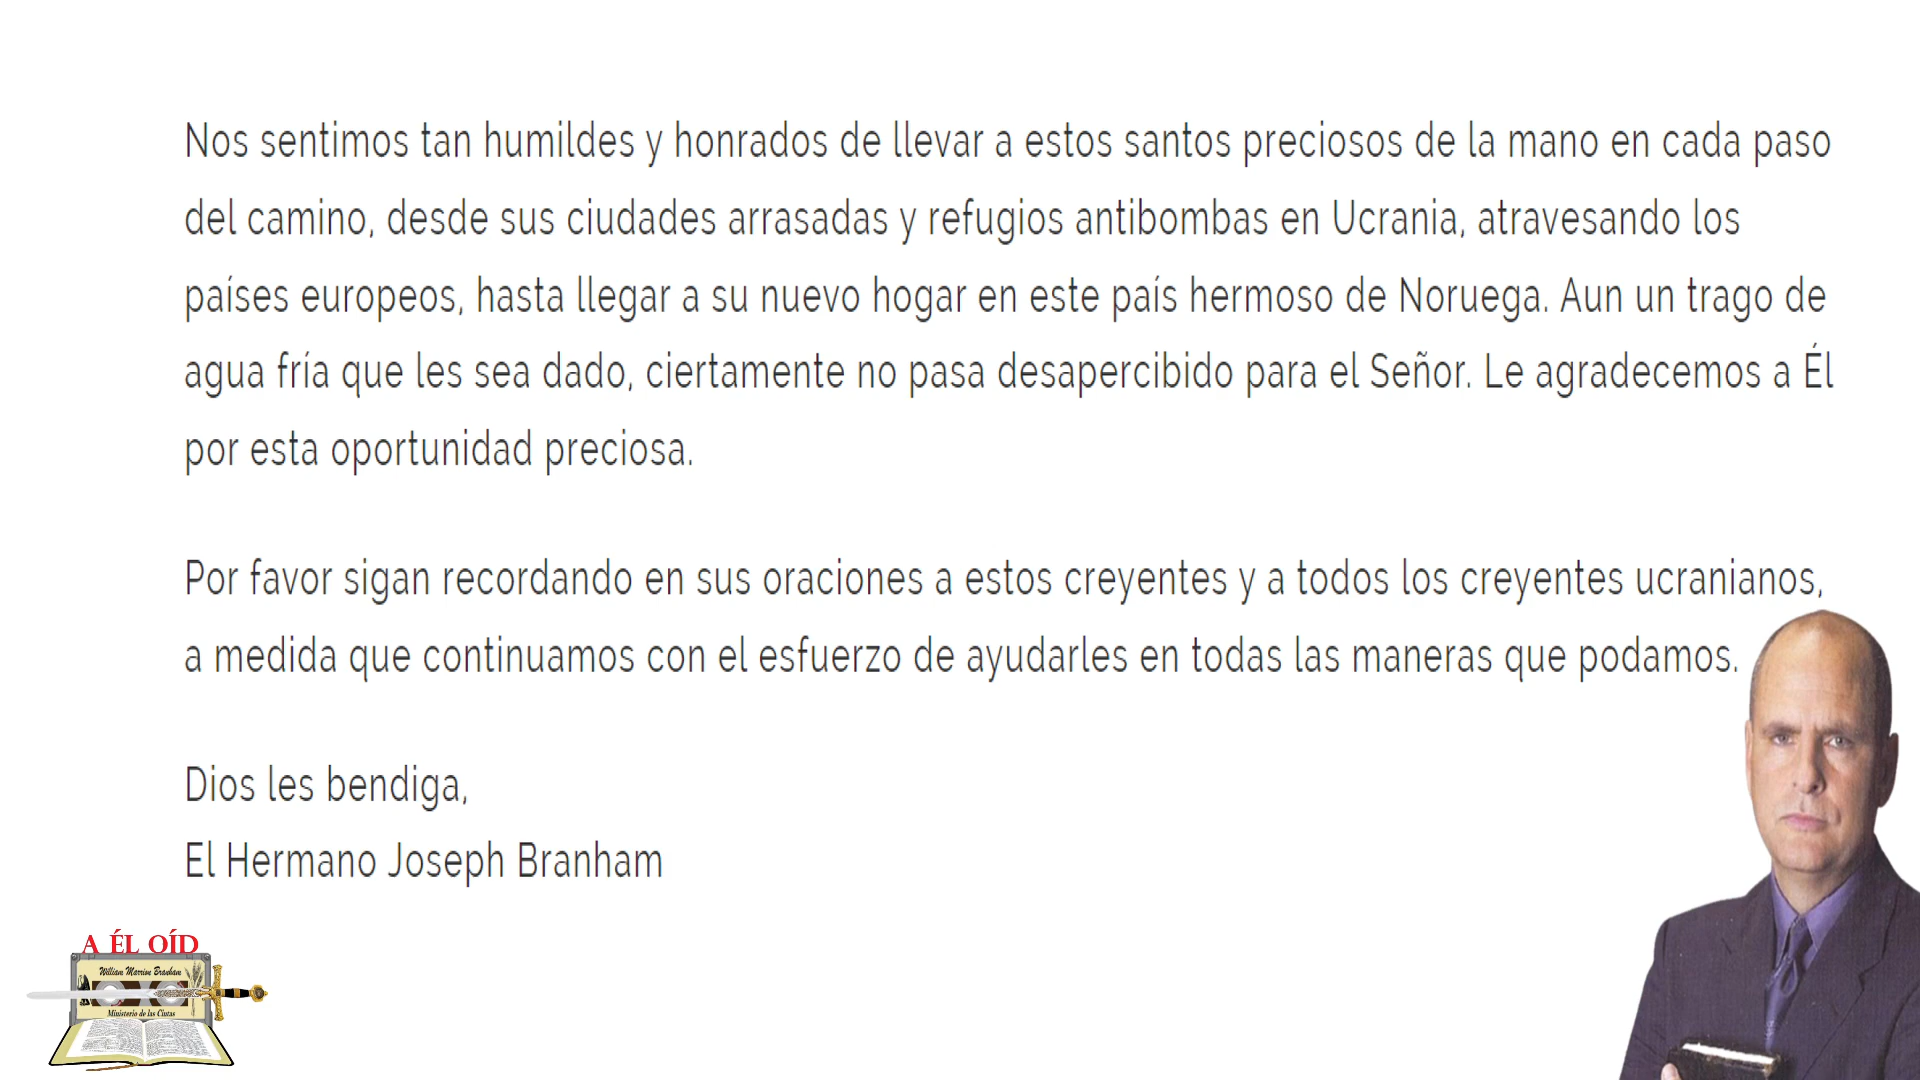 Nos sentimos tan humildes y honrados de llevar a estos santos preciosos de la mano en cada paso
del camino, desde sus ciudades arrasadas y refugios antibombas en Ucrania, atravesando los
países europeos, hasta llegar a su nuevo hogar en este país hermoso de Noruega. Aun un trago de
agua fría que les sea dado, ciertamente no pasa desapercibido para el Señor. Le agradecemos a Él
por esta oportunidad preciosa.
Por favor sigan recordando en sus oraciones a estos creyentes y a todos los creyentes ucranianos,
a medida que continuamos con el esfuerzo de ayudarles en todas las maneras que podamos.
Dios les bendiga,
El Hermano Joseph Branham
A ÉL OÍD
William Marrion Branham
Ministerio de las Cintas